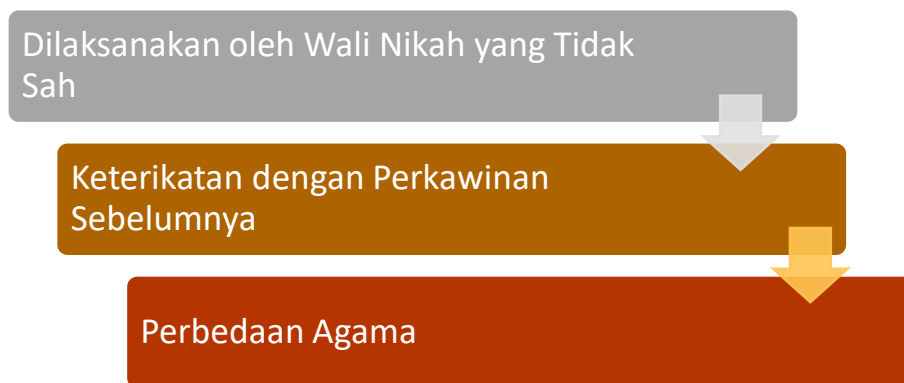 Dilaksanakan oleh Wali Nikah yang Tidak
Sah
Keterikatan dengan Perkawinan
Sebelumnya
Perbedaan Agama